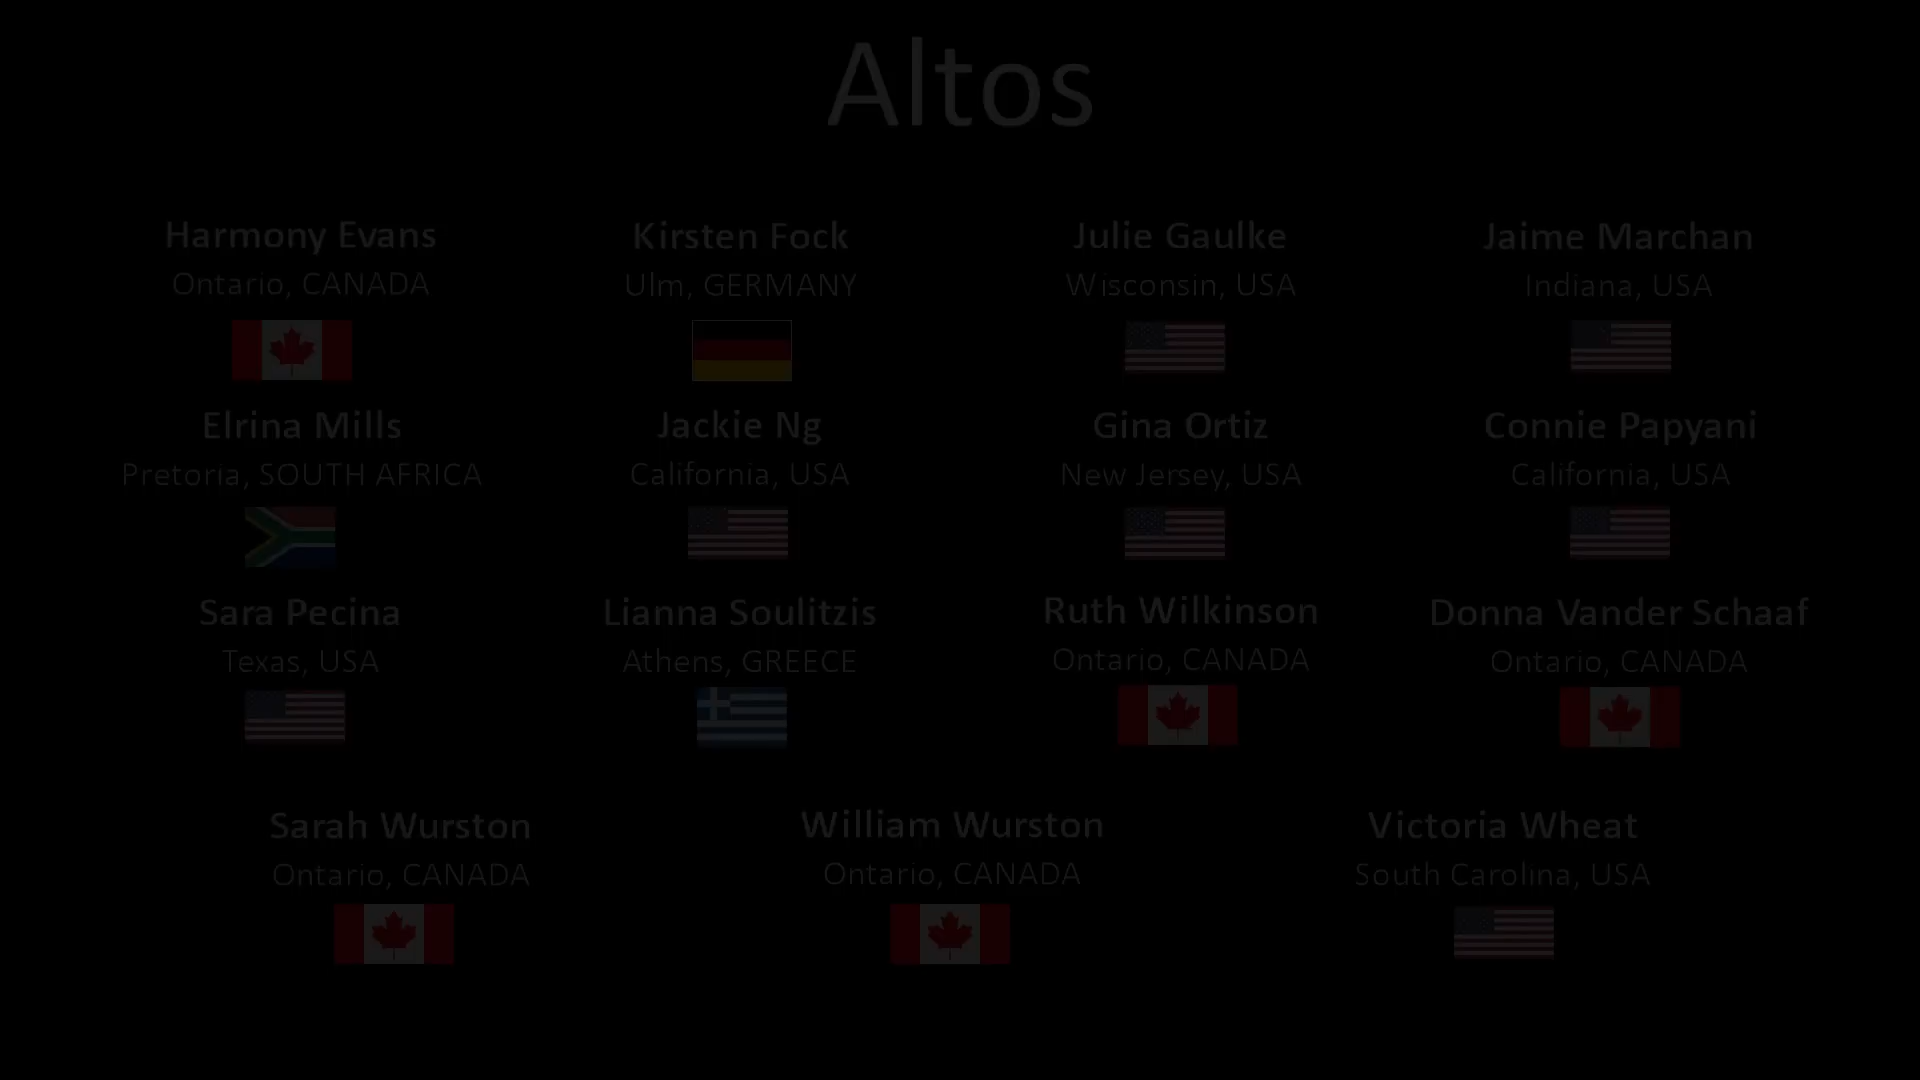 Altos
Harmony Evans
Ontario, CANADA
Kirsten Fock
Ulm, GERMANY
Julie Gaulke
Wisconsin, USA
Jaime Marchan
Indiana, USA
Elrina Mills
Pretoria, SOUTH AFRICA
Jackie Ng
California, USA
Gina Ortiz
New Jersey, USA
Connie Papyani
California, USA
Sara Pecina
Texas, USA
Lianna Soulitzis
Athens, GREECE
Ruth Wilkinson
Ontario, CANADA
Donna Vander Schaaf
Ontario, CANADA
Sarah Wurston
Ontario, CANADA
William Wurston
Ontario, CANADA
Victoria Wheat
South Carolina, USA